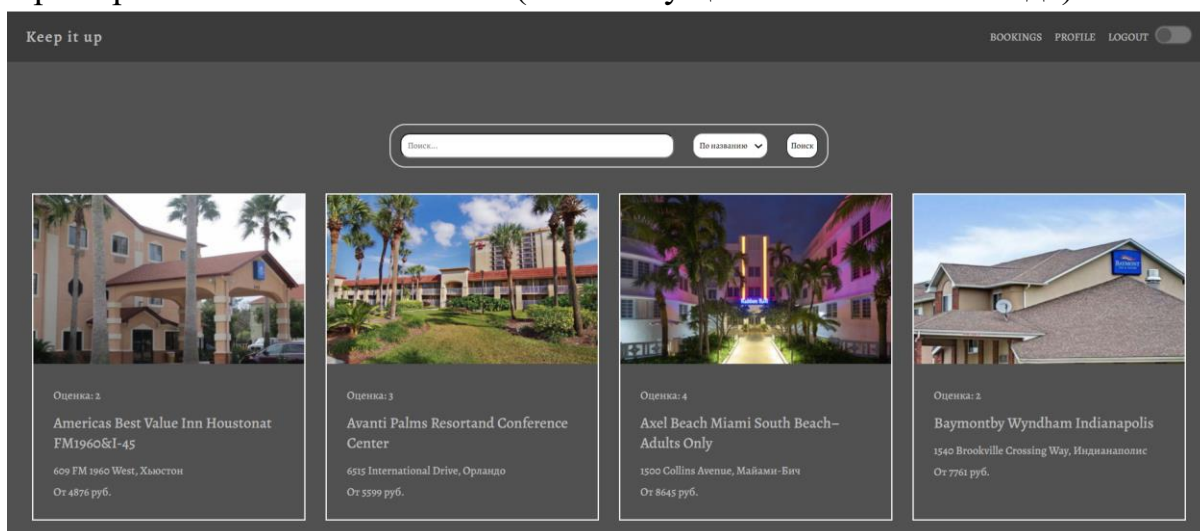 Keep it up
BOOKINGS PROFILE LOGOUT
Поиск...
По названию
Поиск
Оценка: 2
Americas Best Value Inn Houstonat
FM1960&I-45
609 FM 1960 West, Хьюстон
От 4876 руб.
Оценка: 3
Avanti Palms Resortand Conference
Center
6515 International Drive, Орландо
От 5599 руб.
Оценка: 4
Axel Beach Miami South Beach–
Adults Only
1500 Collins Avenue, Майами-Бич
От 8645 руб.
BAYMONT
Оценка: 2
Baymontby Wyndham Indianapolis
1540 Brookville Crossing Way, Индианаполис
От 7761 руб.